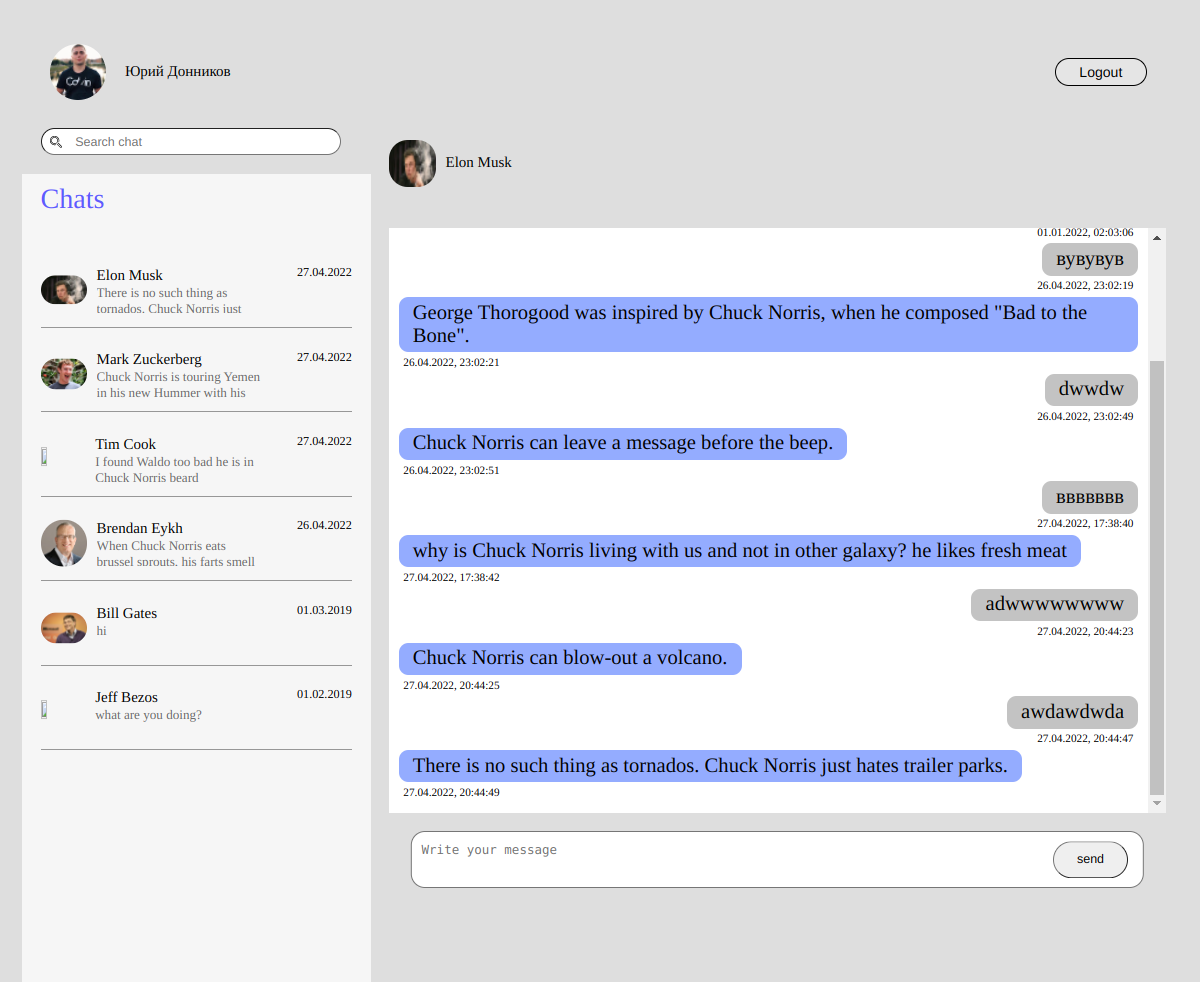 Юрий Донников
Logout
Search chat
Elon Musk
Chats
Elon Musk
27.04.2022
There is no such thing as
tornados. Chuck Norris just
Mark Zuckerberg
27.04.2022
Chuck Norris is touring Yemen
in his new Hummer with his
Tim Cook
27.04.2022
I found Waldo too bad he is in
Chuck Norris beard
Brendan Eykh
26.04.2022
When Chuck Norris eats
brussel sprouts, his farts smell
Bill Gates
01.03.2019
hi
Jeff Bezos
01.02.2019
what are you doing?
01.01.2022, 02:03:06
вувувув
26.04.2022, 23:02:19
George Thorogood was inspired by Chuck Norris, when he composed "Bad to the
Bone".
26.04.2022, 23:02:21
dwwdw
26.04.2022, 23:02:49
Chuck Norris can leave a message before the beep.
26.04.2022, 23:02:51
ввввввв
27.04.2022, 17:38:40
why is Chuck Norris living with us and not in other galaxy? he likes fresh meat
27.04.2022, 17:38:42
adwwwwwwww
27.04.2022, 20:44:23
Chuck Norris can blow-out a volcano.
27.04.2022, 20:44:25
awdawdwda
27.04.2022, 20:44:47
There is no such thing as tornados. Chuck Norris just hates trailer parks.
27.04.2022, 20:44:49
Write your message
send